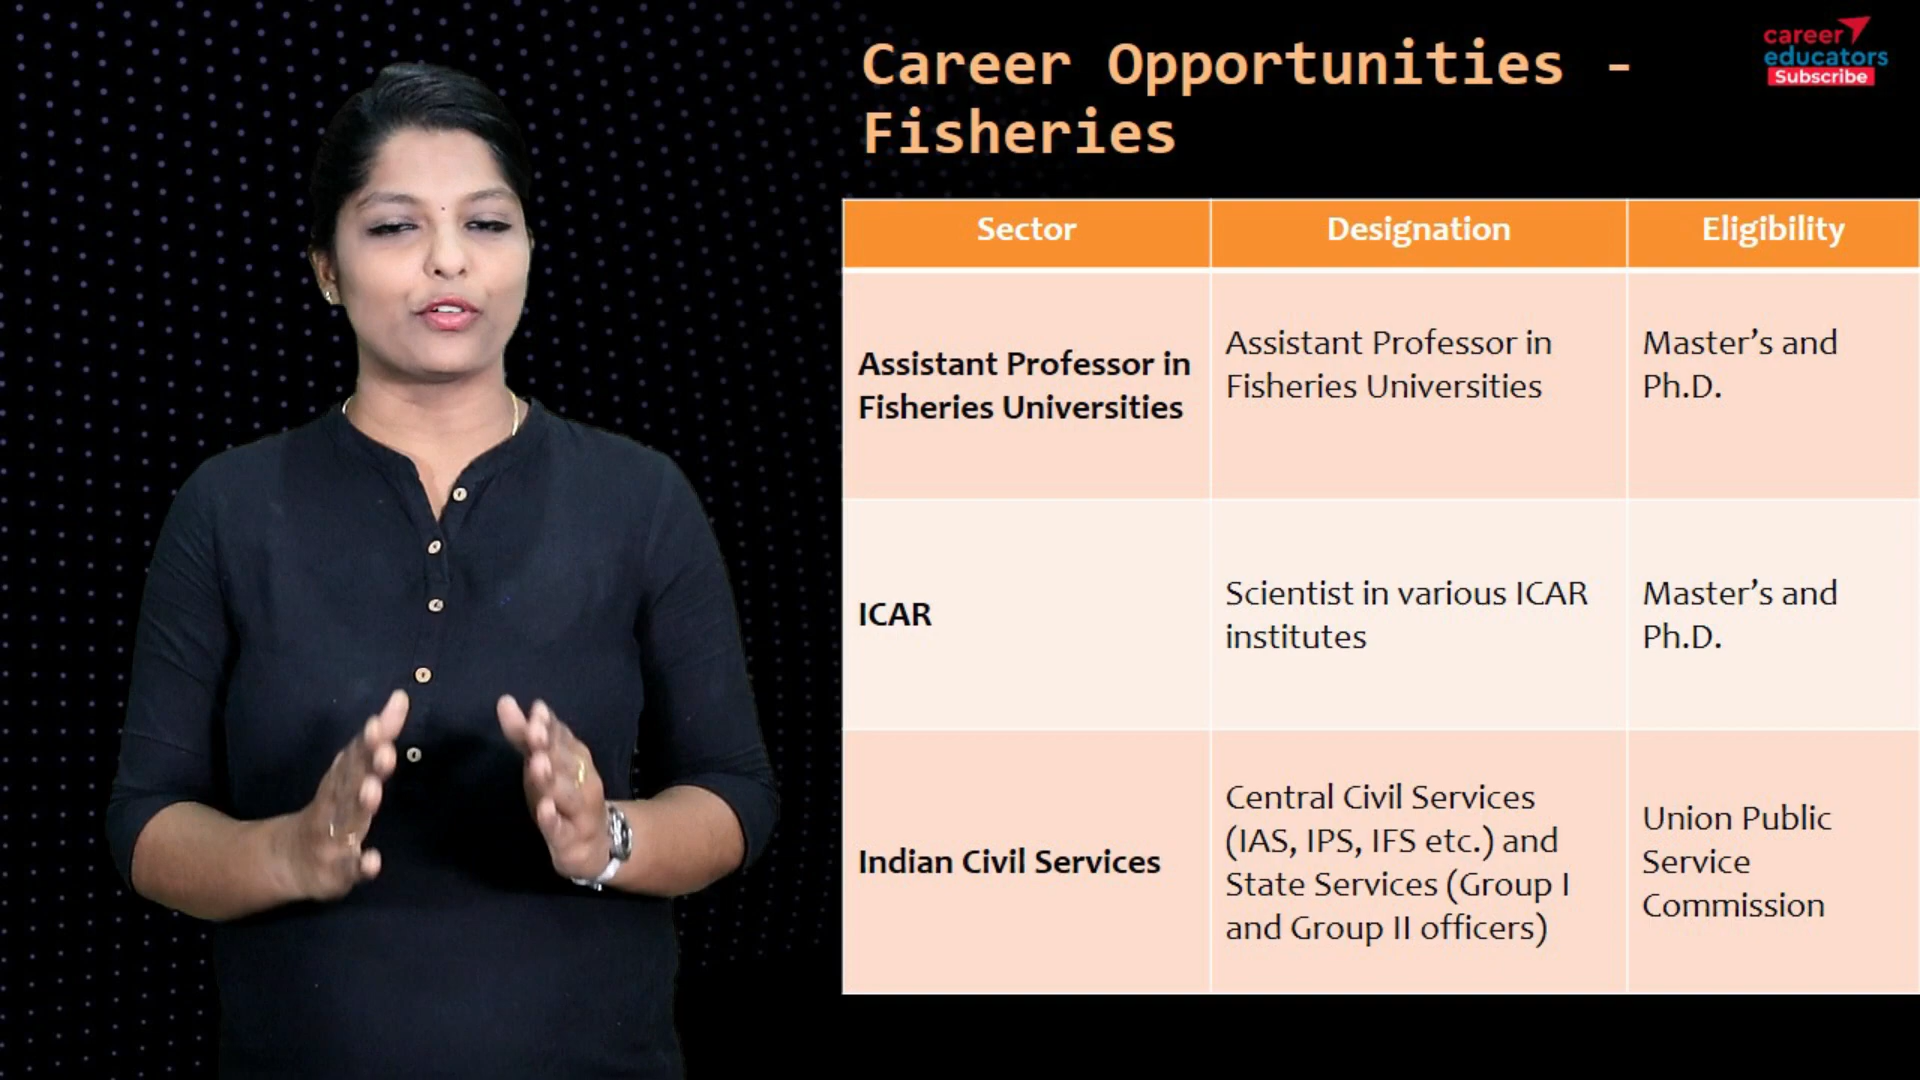 Career Opportunities -
Fisheries
career
educators
Subscribe
Sector
Designation
Eligibility
Assistant Professor in
Fisheries Universities
Assistant Professor in
Fisheries Universities
Master’s and
Ph.D.
ICAR
Scientist in various ICAR
institutes
Master’s and
Ph.D.
Indian Civil Services
Central Civil Services
(IAS, IPS, IFS etc.) and
State Services (Group I
and Group II officers)
Union Public
Service
Commission